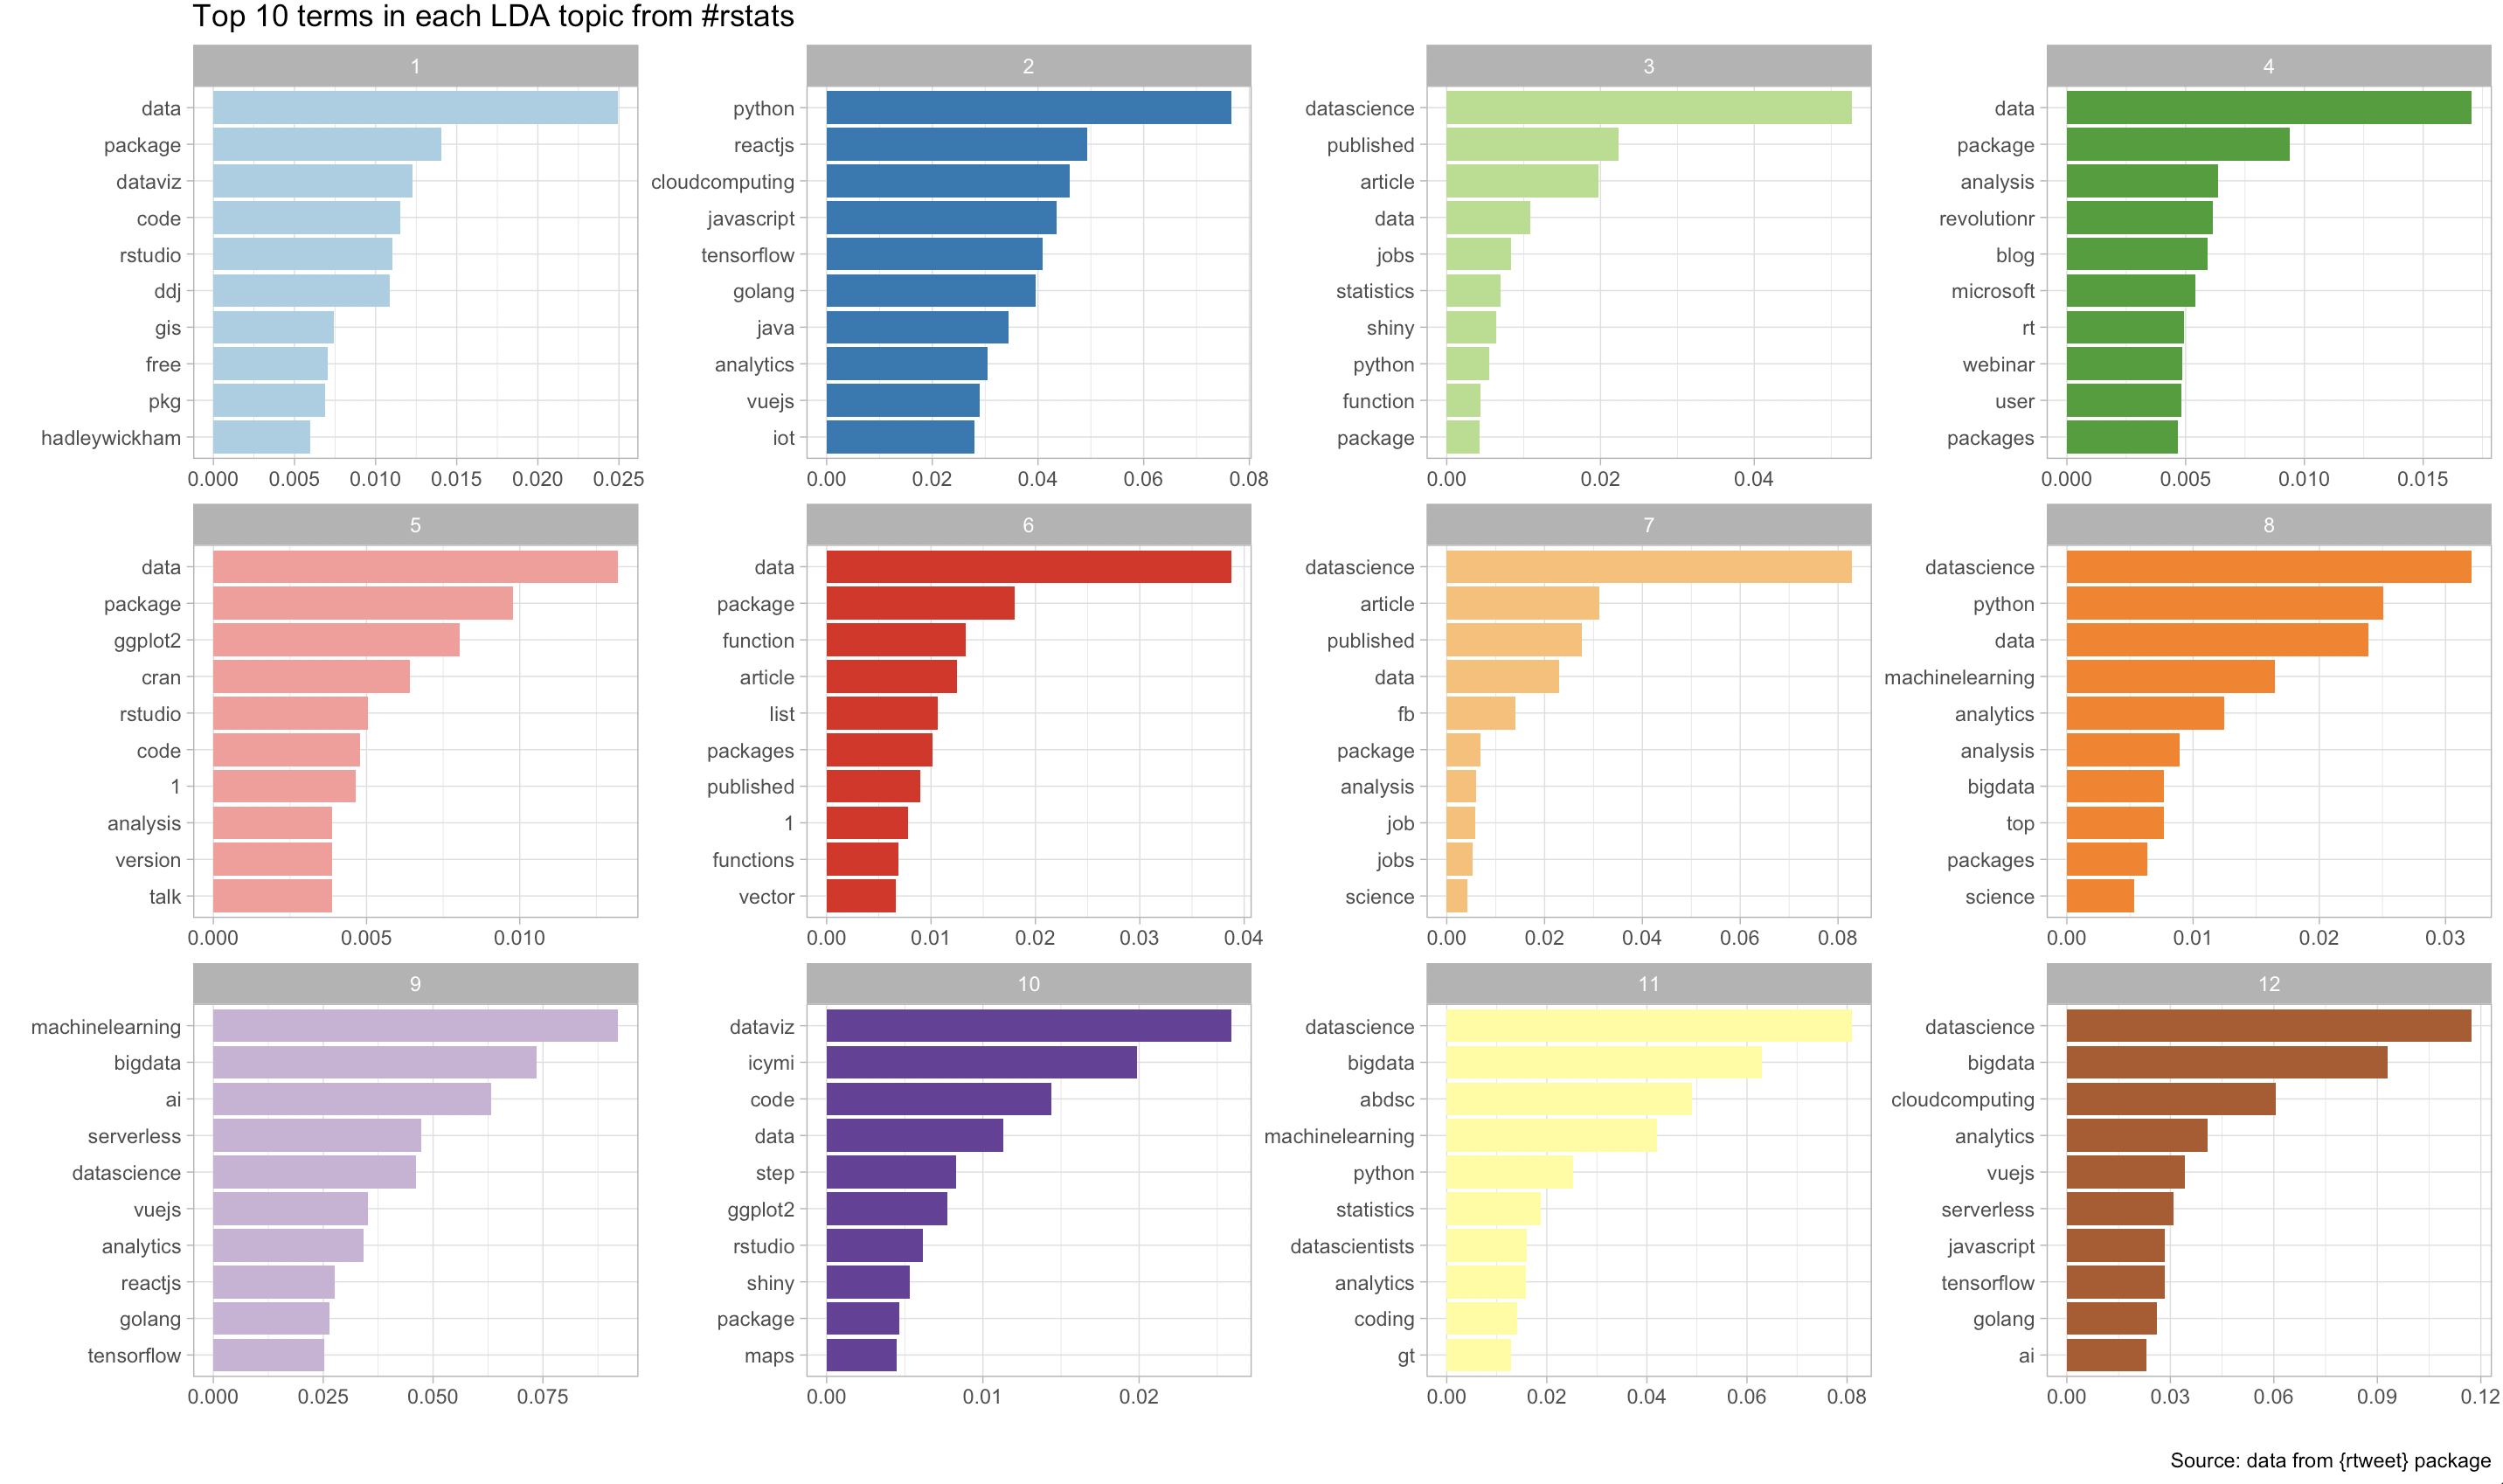 Top 10 terms in each LDA topic from #rstats
1
data
package
dataviz
code
rstudio
ddj
gis
free
pkg
hadleywickham
0.000 0.005 0.010 0.015 0.020 0.025
2
python
reactjs
cloudcomputing
javascript
tensorflow
golang
java
analytics
vuejs
iot
0.00 0.02 0.04 0.06 0.08
3
datascience
published
article
data
jobs
statistics
shiny
python
function
package
0.00 0.02 0.04
4
data
package
analysis
revolutionr
blog
microsoft
rt
webinar
user
packages
0.000 0.005 0.010 0.015
5
data
package
ggplot2
cran
rstudio
code
1
analysis
version
talk
0.000 0.005 0.010
6
data
package
function
article
list
packages
published
1
functions
vector
0.00 0.01 0.02 0.03 0.04
7
datascience
article
published
data
fb
package
analysis
job
jobs
science
0.00 0.02 0.04 0.06 0.08
8
datascience
python
data
machinelearning
analytics
analysis
bigdata
top
packages
science
0.00 0.01 0.02 0.03
9
machinelearning
bigdata
ai
serverless
datascience
vuejs
analytics
reactjs
golang
tensorflow
0.000 0.025 0.050 0.075
10
dataviz
icymi
code
data
step
ggplot2
rstudio
shiny
package
maps
0.00 0.01 0.02
11
datascience
bigdata
abdsc
machinelearning
python
statistics
datascientists
analytics
coding
gt
0.00 0.02 0.04 0.06 0.08
12
datascience
bigdata
cloudcomputing
analytics
vuejs
serverless
javascript
tensorflow
golang
ai
0.00 0.03 0.06 0.09 0.12
Source: data from {rtweet} package